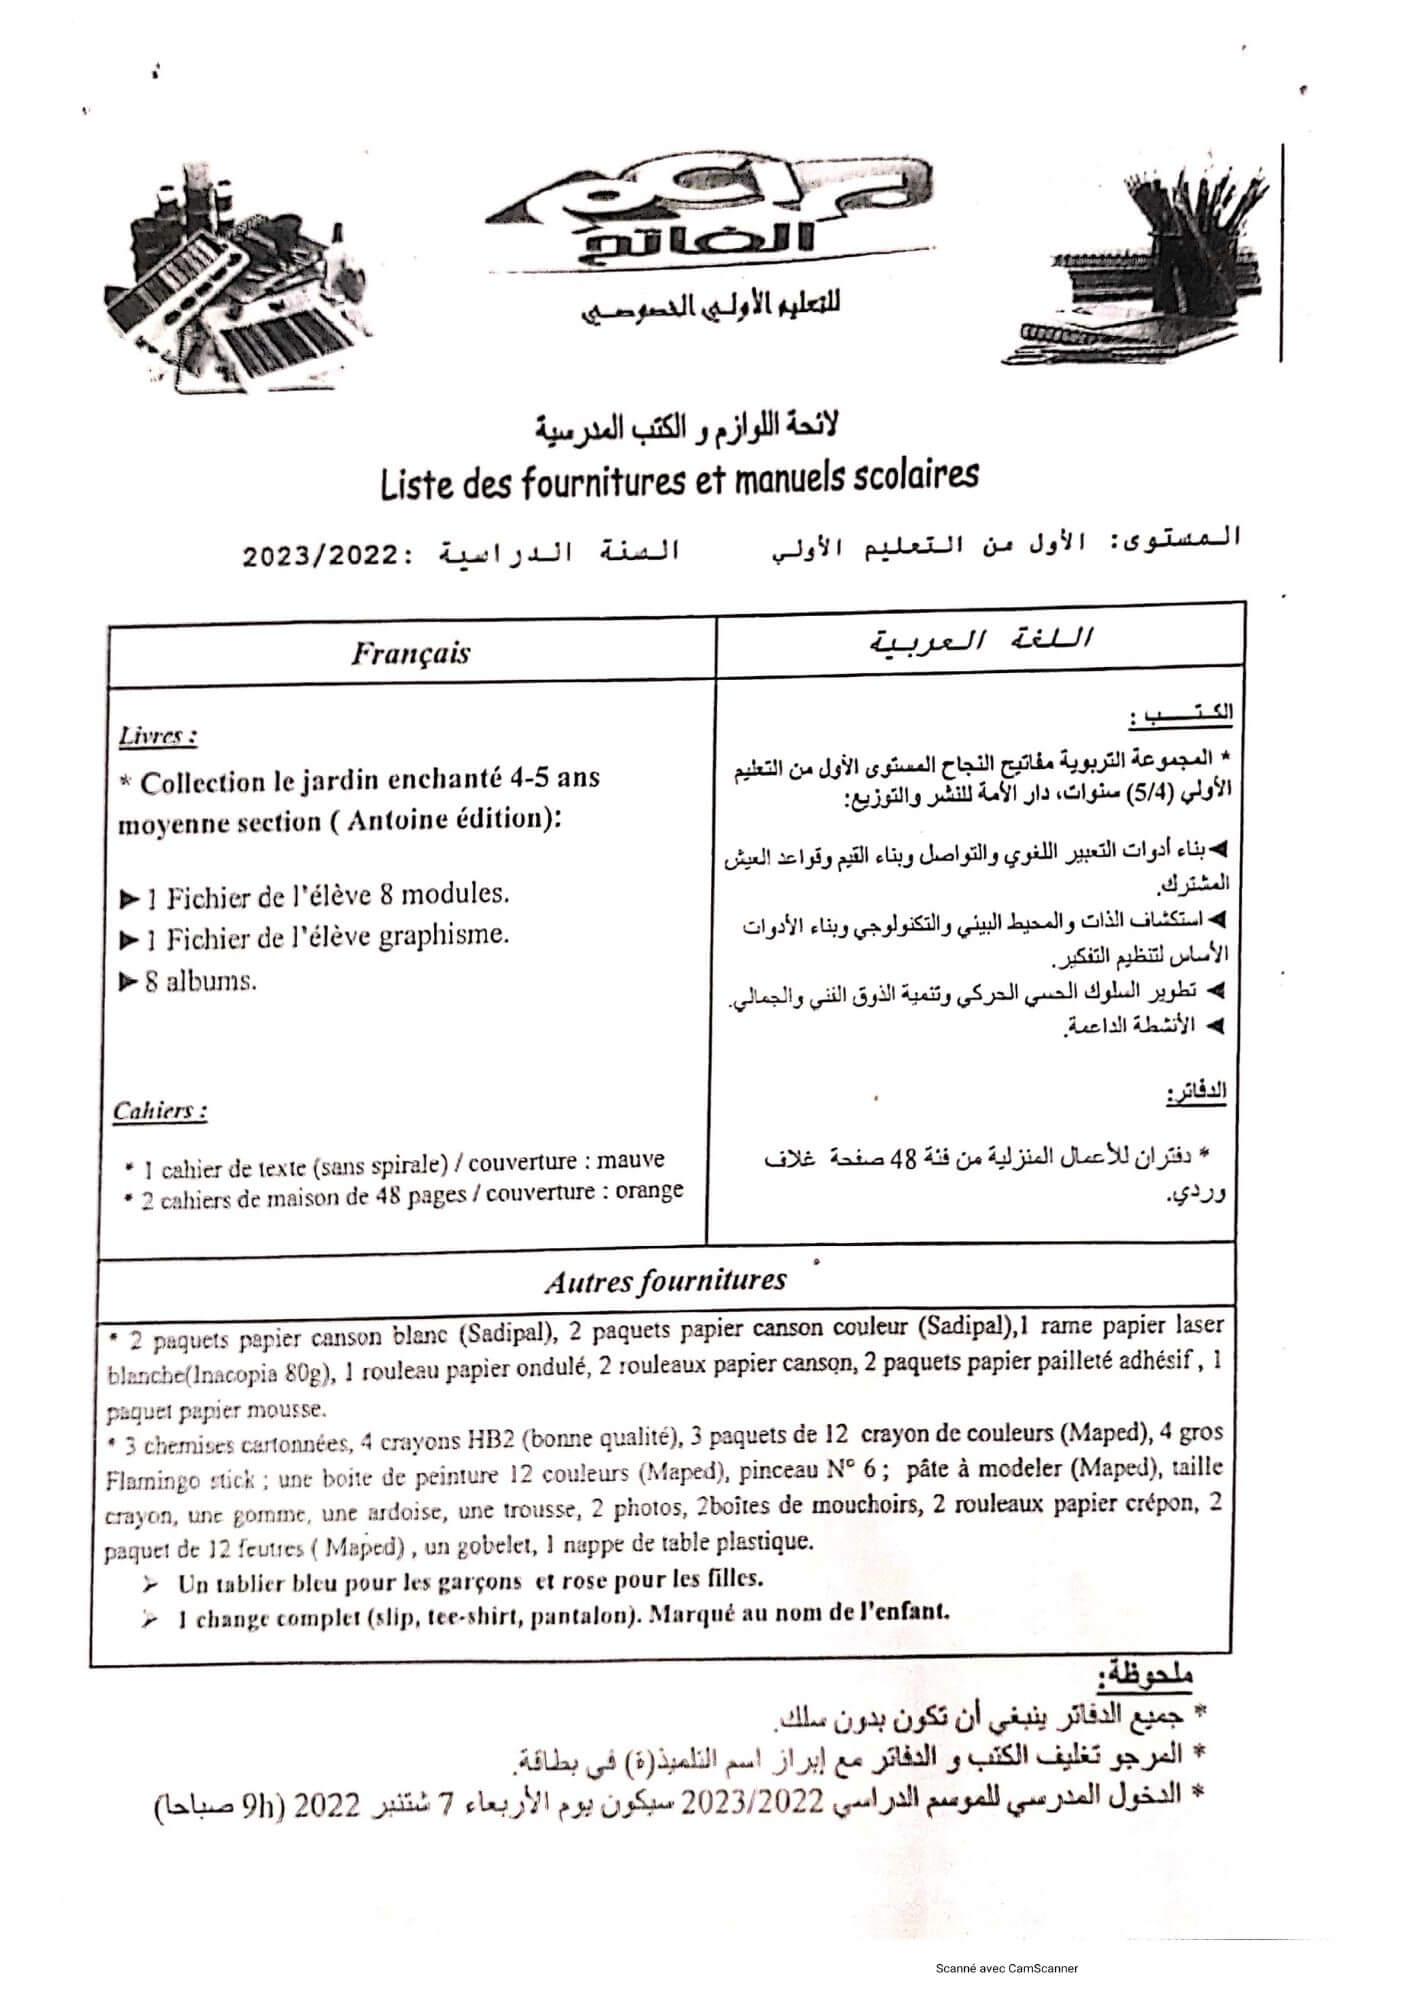 براعم
الفاتح
للتعليم الأولي الخصوصي
لائحة اللوازم و الكتب المدرسية
Liste des fournitures et manuels scolaires
المستوى: الأول من التعليم الأولي السنة الدراسية :2023/2022
Français
Livres :
* Collection le jardin enchanté 4-5 ans
moyenne section ( Antoine édition):
➤ 1 Fichier de l'élève 8 modules.
➤ 1 Fichier de l'élève graphisme.
➤ 8 albums.
Cahiers :
* 1 cahier de texte (sans spirale) / couverture : mauve
* 2 cahiers de maison de 48 pages / couverture : orange
اللغة العربية
الكتـــب :
* المجموعة التربوية مفاتيح النجاح المستوى الأول من التعليم
الأولي (5/4) سنوات، دار الأمة للنشر والتوزيع:
◄بناء أدوات التعبير اللغوي والتواصل وبناء القيم وقواعد العيش
المشترك.
◄ استكشاف الذات والمحيط البيئي والتكنولوجي وبناء الأدوات
الأساس لتنظيم التفكير.
◄ تطوير السلوك الحسي الحركي وتنمية الذوق الفني والجمالي.
◄ الأنشطة الداعمة.
الدفاتر:
* دفتران للأعمال المنزلية من فئة 48 صفحة غلاف
وردي.
Autres fournitures
* 2 paquets papier canson blanc (Sadipal), 2 paquets papier canson couleur (Sadipal),1 rame papier laser
blanche(Inacopia 80g), 1 rouleau papier ondulé, 2 rouleaux papier canson, 2 paquets papier pailleté adhésif , 1
paquet papier mousse.
* 3 chemises cartonnées, 4 crayons HB2 (bonne qualité), 3 paquets de 12 crayon de couleurs (Maped), 4 gros
Flamingo stick ; une boite de peinture 12 couleurs (Maped), pinceau N° 6 ; pâte à modeler (Maped), taille
crayon, une gomme, une ardoise, une trousse, 2 photos, 2boîtes de mouchoirs, 2 rouleaux papier crépon, 2
paquet de 12 feutres ( Maped) , un gobelet, 1 nappe de table plastique.
➢ Un tablier bleu pour les garçons et rose pour les filles.
➢ 1 change complet (slip, tee-shirt, pantalon). Marqué au nom de l'enfant.
ملحوظة:
* جميع الدفاتر ينبغي أن تكون بدون سلك.
* المرجو تغليف الكتب و الدفاتر مع إبراز اسم التلميذ(ة) في بطاقة.
* الدخول المدرسي للموسم الدراسي 2023/2022 سيكون يوم الأربعاء 7 شتنبر 2022 (9h صباحا)
Scanné avec CamScanner